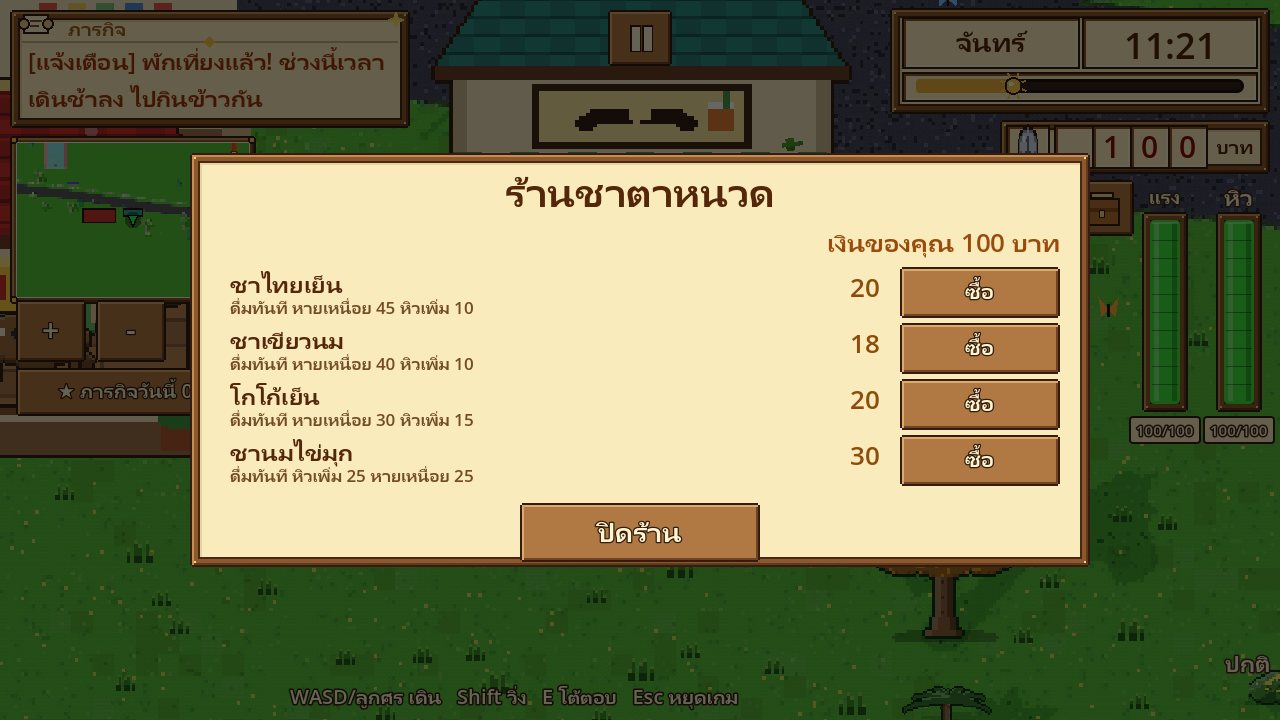 ภารกิจ
[แจ้งเตือน] พักเที่ยงแล้ว! ช่วงนี้เวลา
เดินช้าลง ไปกินข้าวกัน
จันทร์
11:21
1 0 0 บาท
แรง
หิว
ร้านชาตาหนวด
เงินของคุณ 100 บาท
ชาไทยเย็น
ดื่มทันที หายเหนื่อย 45 หิวเพิ่ม 10
20
ซื้อ
ชาเขียวนม
ดื่มทันที หายเหนื่อย 40 หิวเพิ่ม 10
18
ซื้อ
โกโก้เย็น
ดื่มทันที หายเหนื่อย 30 หิวเพิ่ม 15
20
ซื้อ
ชานมไข่มุก
ดื่มทันที หิวเพิ่ม 25 หายเหนื่อย 25
30
ซื้อ
ปิดร้าน
+
-
★ ภารกิจวันนี้
100/100
100/100
ปกติ
WASD/ลูกศร เดิน Shift วิ่ง E โต้ตอบ Esc หยุดเกม